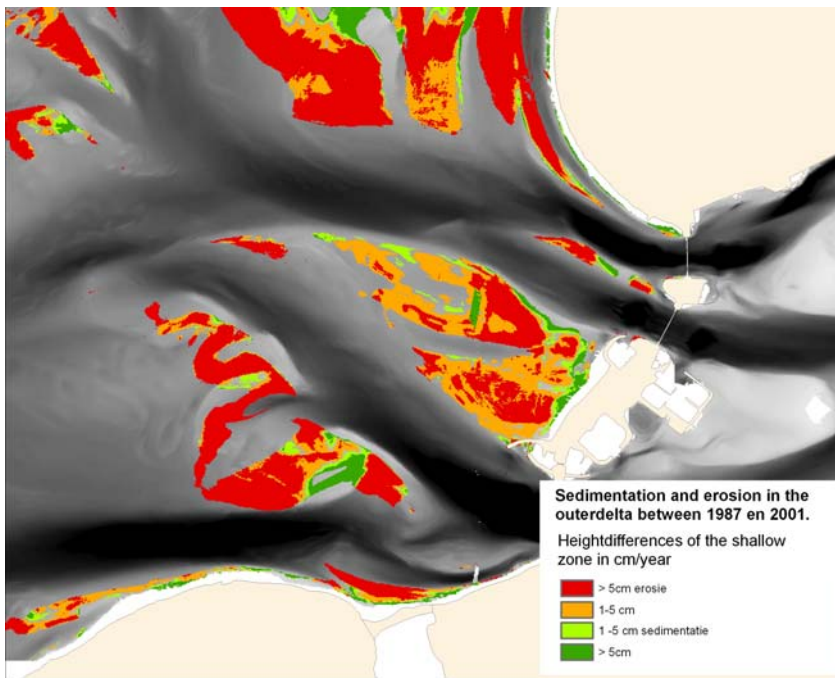 Sedimentation and erosion in the
outerdelta between 1987 en 2001.
Heightdifferences of the shallow
zone in cm/year
> 5cm erosie
1-5 cm
1 -5 cm sedimentatie
> 5cm